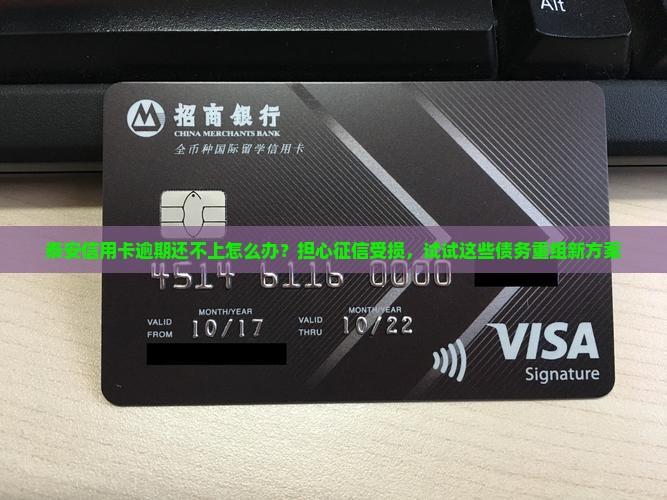 Alt
招商銀行
CHINA MERCHANTS BANK
全币种国际留学信用卡
泰安信用卡逾期还不上怎么办？担心征信受损，试试这些债务重组新方案
4514 6116 0000
MONTH/YEAR MONTH/YEAR
VALID FROM 10/17 VALID THRU 10/22
VISA
Signature